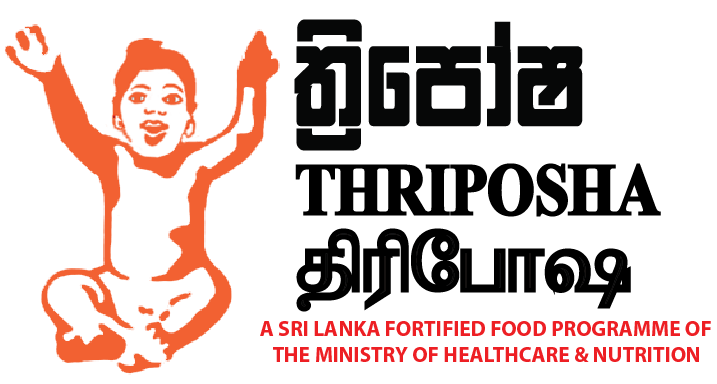 ත්‍රිපෝෂ
THRIPOSHA
திரிபோஷ
A SRI LANKA FORTIFIED FOOD PROGRAMME OF
THE MINISTRY OF HEALTHCARE & NUTRITION